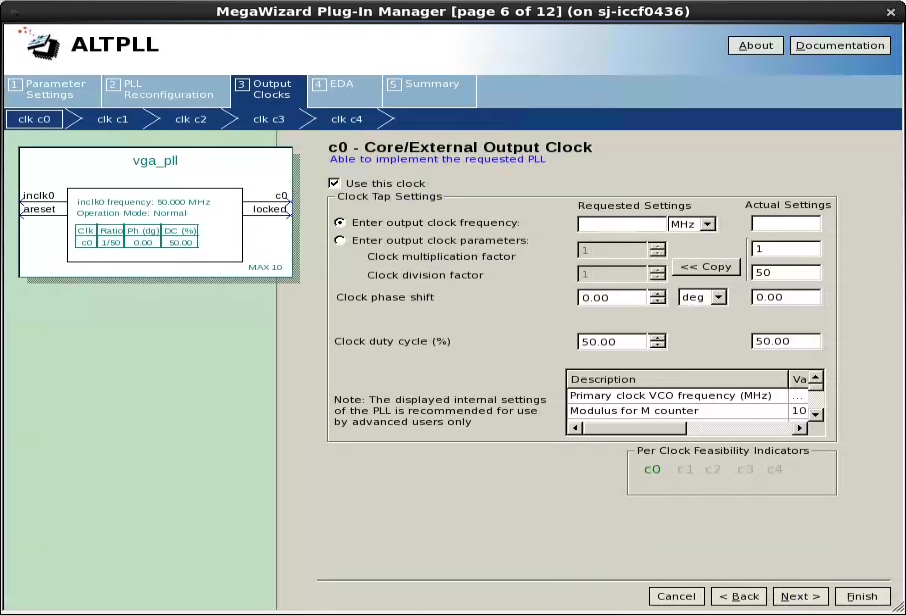 MegaWizard Plug-In Manager [page 6 of 12] (on sj-iccf0436)
ALTPLL
About
Documentation
1 Parameter Settings
2 PLL Reconfiguration
3 Output Clocks
4 EDA
5 Summary
clk c0
clk c1
clk c2
clk c3
clk c4
vga_pll
inclk0
areset
inclk0 frequency: 50.000 MHz
Operation Mode: Normal
Clk Ratio Ph (dg) DC (%)
c0 1/50 0.00 50.00
c0
locked
MAX 10
c0 - Core/External Output Clock
Able to implement the requested PLL
Use this clock
Clock Tap Settings
Requested Settings
Actual Settings
Enter output clock frequency:
MHz
Enter output clock parameters:
Clock multiplication factor
1
1
Clock division factor
1
<< Copy
50
Clock phase shift
0.00
deg
0.00
Clock duty cycle (%)
50.00
50.00
Note: The displayed internal settings
of the PLL is recommended for use
by advanced users only
Description Va
Primary clock VCO frequency (MHz) ...
Modulus for M counter 10
Per Clock Feasibility Indicators
c0 c1 c2 c3 c4
Cancel
< Back
Next >
Finish